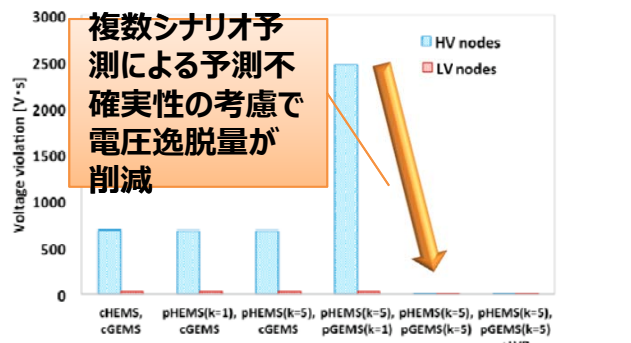 複数シナリオ予
測による予測不
確実性の考慮で
電圧逸脱量が
削減
HV nodes
LV nodes
Voltage violation [V・s]
3000
2500
2000
1500
1000
500
0
cHEMS, pHEMS(k=1), pHEMS(k=5), pHEMS(k=5), pHEMS(k=5), pHEMS(k=5),
cGEMS cGEMS cGEMS pGEMS(k=1) pGEMS(k=5) pGEMS(k=5)